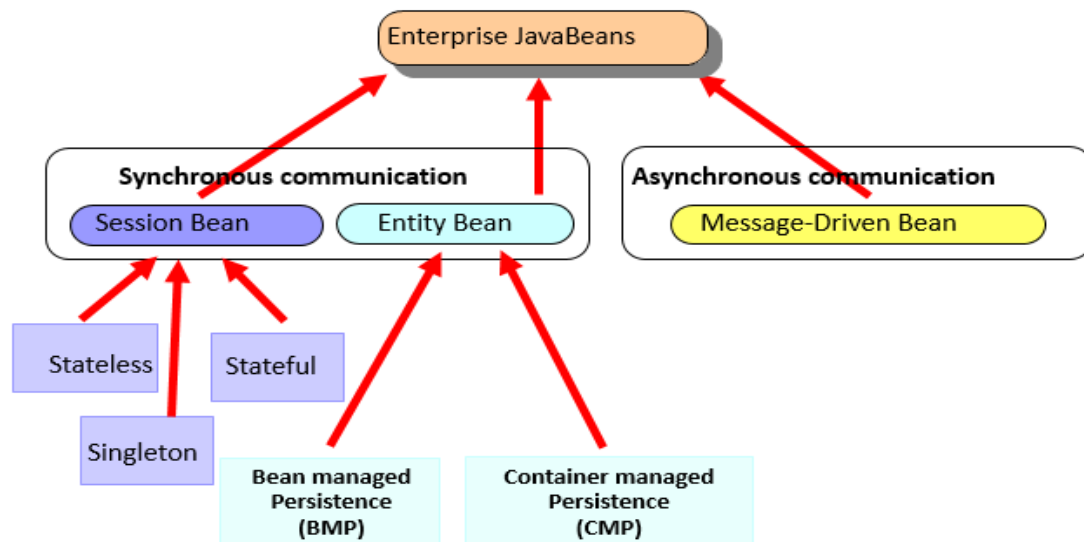 Enterprise JavaBeans
Synchronous communication
Session Bean
Entity Bean
Asynchronous communication
Message-Driven Bean
Stateless
Stateful
Singleton
Bean managed
Persistence
(BMP)
Container managed
Persistence
(CMP)